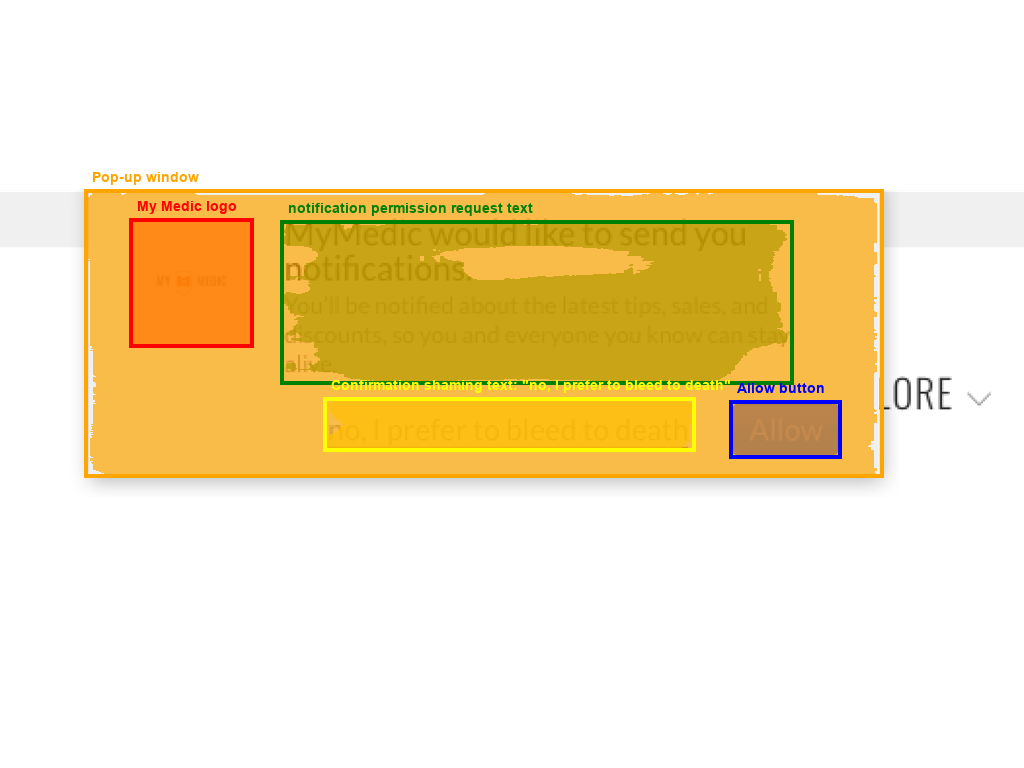 Pop-up window
My Medic logo
notification permission request text
MY MEDIC
MyMedic would like to send you
notifications.
You'll be notified about the latest tips, sales, and
discounts, so you and everyone you know can stay
alive.
Confirmation shaming text: "no, I prefer to bleed to death"
Allow button
LORE
no, I prefer to bleed to death
Allow